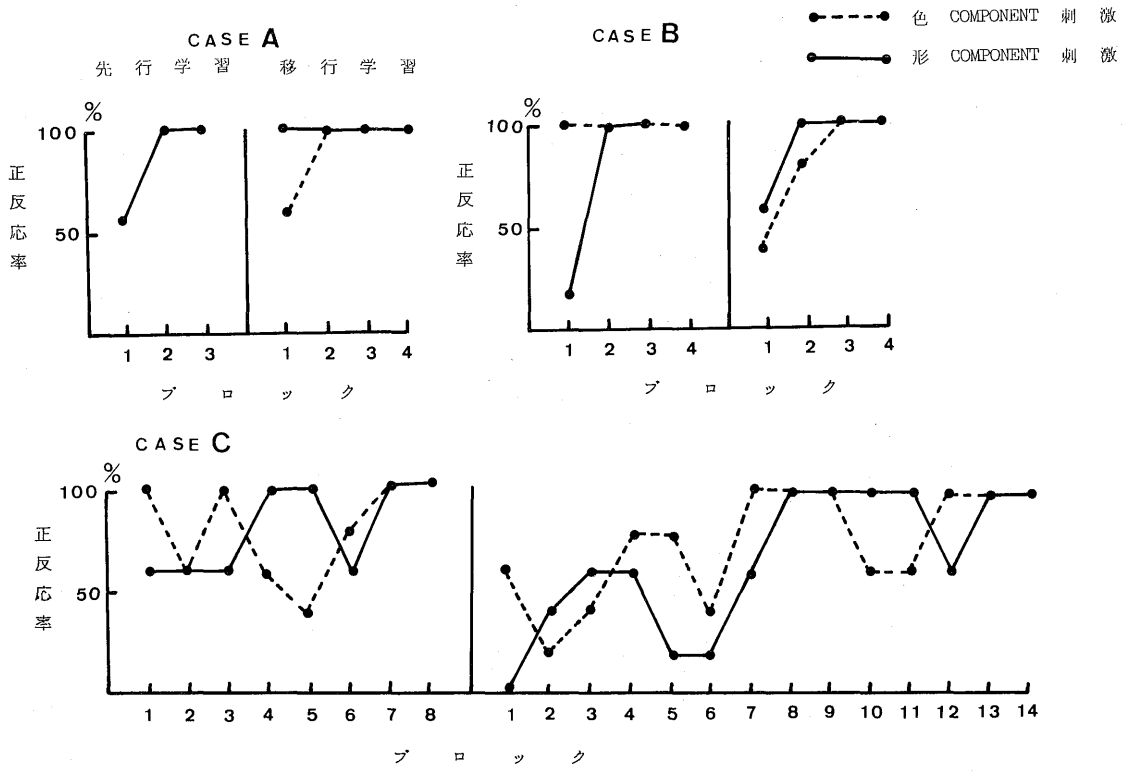 色 COMPONENT 刺激
形 COMPONENT 刺激
CASE A
先行学習 移行学習
%
100
50
正反応率
1 2 3 1 2 3 4
ブロック
CASE B
%
100
50
正反応率
1 2 3 4 1 2 3 4
ブロック
CASE C
%
100
50
正反応率
1 2 3 4 5 6 7 8 1 2 3 4 5 6 7 8 9 10 11 12 13 14
ブロック